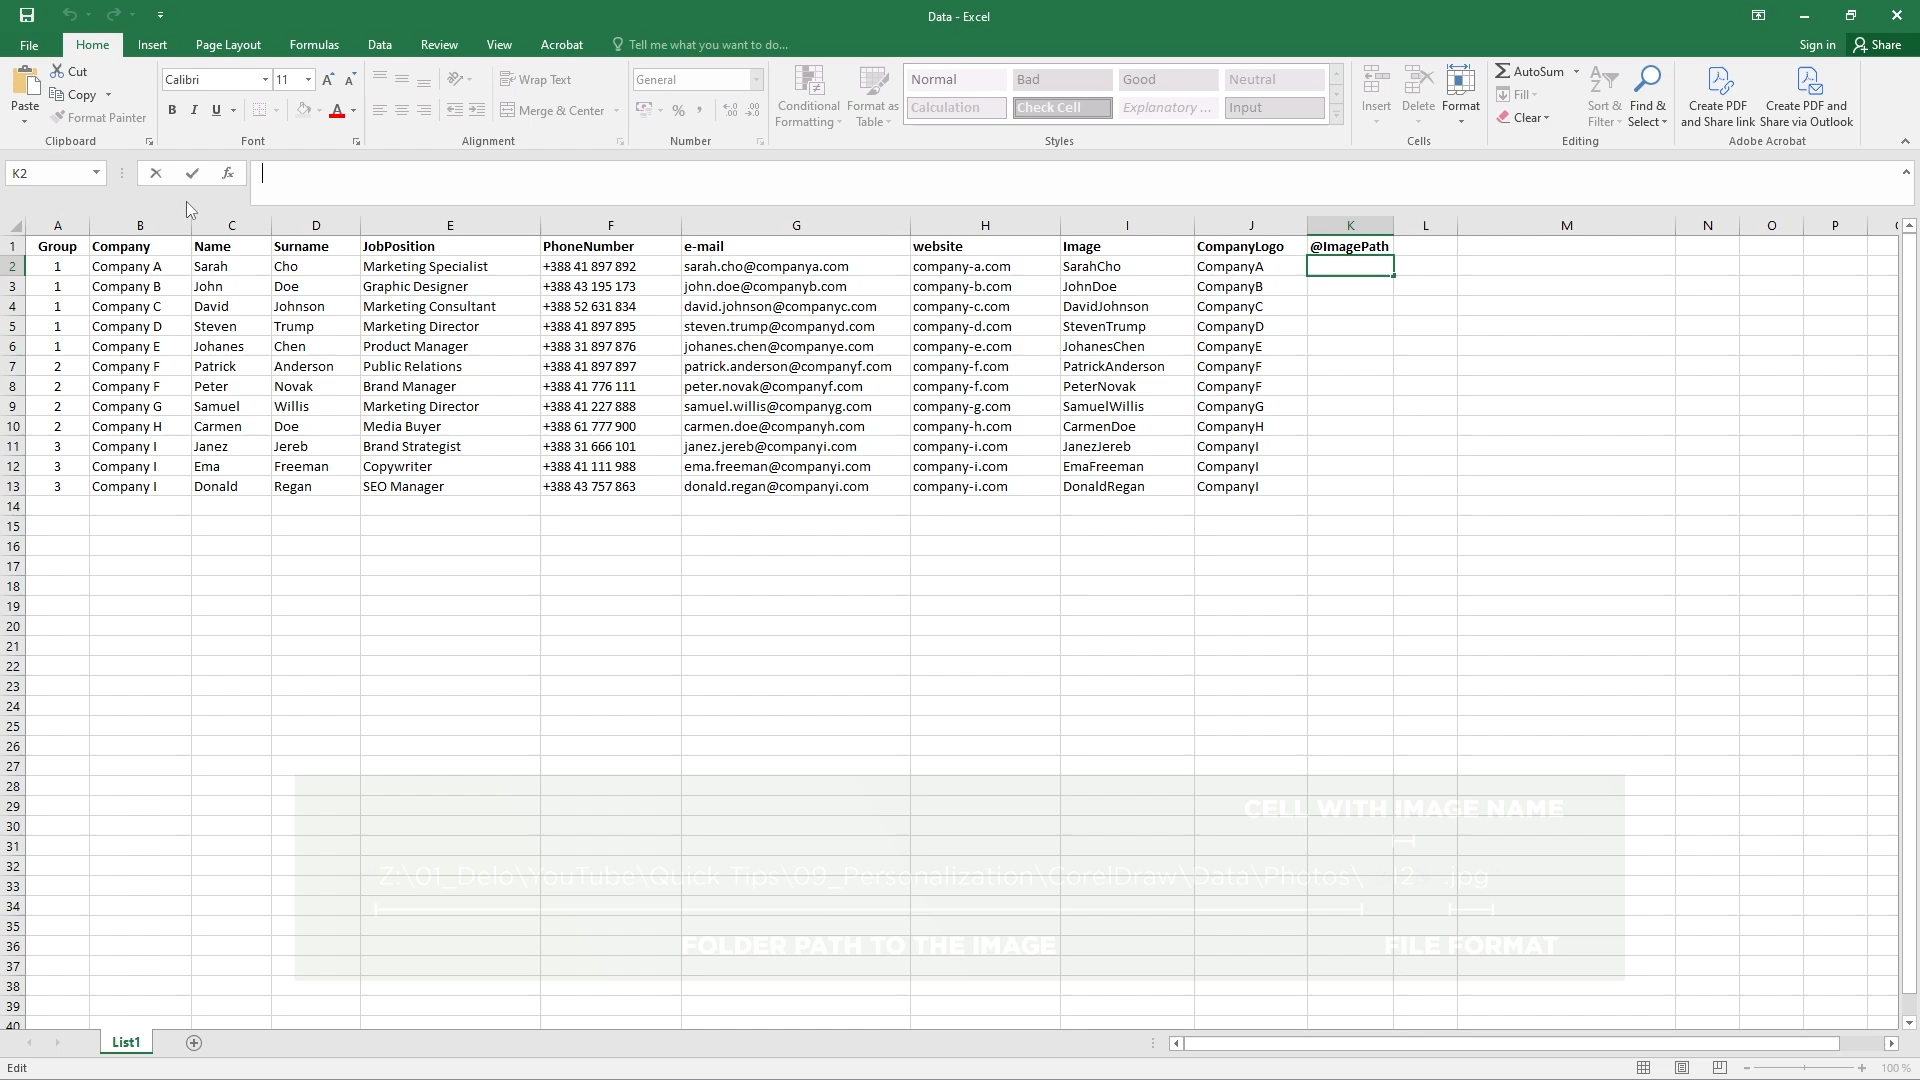 Data - Excel
File Home Insert Page Layout Formulas Data Review View Acrobat Tell me what you want to do... Sign in Share
Paste Cut Copy Format Painter Clipboard
Calibri 11 A A B I U A Font
Wrap Text Merge & Center Alignment
General % , .00 .00 Number
Conditional Formatting Format as Table
Normal Bad Good Neutral
Calculation Check Cell Explanatory ... Input
Styles
Insert Delete Format Cells
AutoSum Fill Clear Sort & Filter Find & Select Editing
Create PDF and Share link Create PDF and Share via Outlook Adobe Acrobat
K2 fx
A B C D E F G H I J K L M N O P
1 Group Company Name Surname JobPosition PhoneNumber e-mail website Image CompanyLogo @ImagePath
2 1 Company A Sarah Cho Marketing Specialist +388 41 897 892 sarah.cho@companya.com company-a.com SarahCho CompanyA
3 1 Company B John Doe Graphic Designer +388 43 195 173 john.doe@companyb.com company-b.com JohnDoe CompanyB
4 1 Company C David Johnson Marketing Consultant +388 52 631 834 david.johnson@companyc.com company-c.com DavidJohnson CompanyC
5 1 Company D Steven Trump Marketing Director +388 41 897 895 steven.trump@companyd.com company-d.com StevenTrump CompanyD
6 1 Company E Johanes Chen Product Manager +388 31 897 876 johanes.chen@companye.com company-e.com JohanesChen CompanyE
7 2 Company F Patrick Anderson Public Relations +388 41 897 897 patrick.anderson@companyf.com company-f.com PatrickAnderson CompanyF
8 2 Company F Peter Novak Brand Manager +388 41 776 111 peter.novak@companyf.com company-f.com PeterNovak CompanyF
9 2 Company G Samuel Willis Marketing Director +388 41 227 888 samuel.willis@companyg.com company-g.com SamuelWillis CompanyG
10 2 Company H Carmen Doe Media Buyer +388 61 777 900 carmen.doe@companyh.com company-h.com CarmenDoe CompanyH
11 3 Company I Janez Jereb Brand Strategist +388 31 666 101 janez.jereb@companyi.com company-i.com JanezJereb CompanyI
12 3 Company I Ema Freeman Copywriter +388 41 111 988 ema.freeman@companyi.com company-i.com EmaFreeman CompanyI
13 3 Company I Donald Regan SEO Manager +388 43 757 863 donald.regan@companyi.com company-i.com DonaldRegan CompanyI
14
15
16
17
18
19
20
21
22
23
24
25
26
27
28
29 CELL WITH IMAGE NAME
30
31
32 Z:\01_Delo\YouTube\Quick Tips\09_Personalization\CorelDraw\Data\Photos\ I2 .jpg
33
34
35
36 FOLDER PATH TO THE IMAGE FILE FORMAT
37
38
39
40
List1
Edit 100 %